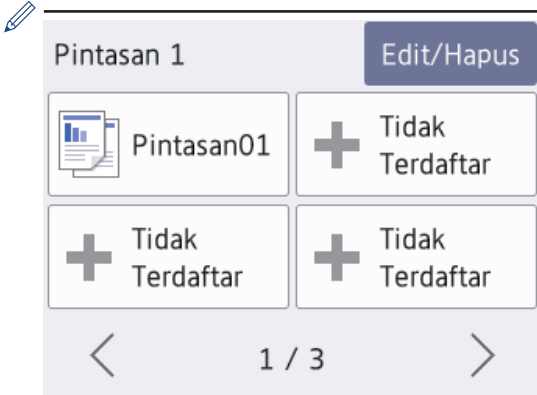 Pintasan 1
Edit/Hapus
Pintasan01
Tidak
Terdaftar
Tidak
Terdaftar
Tidak
Terdaftar
1 / 3